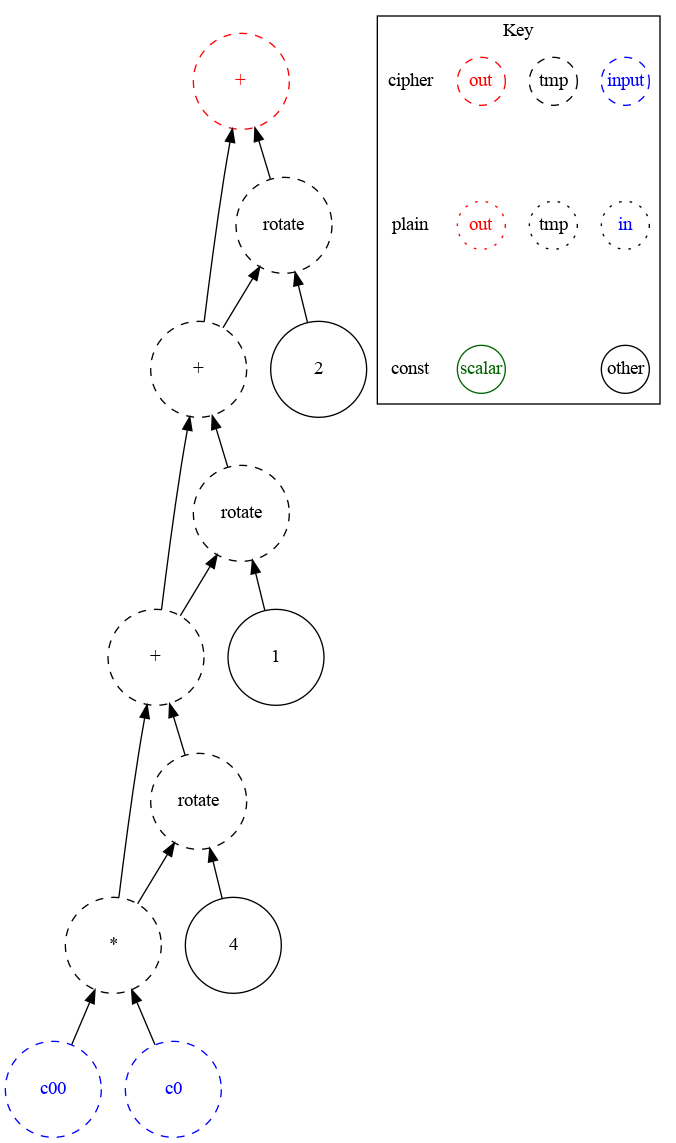 +
rotate
+
2
rotate
+
1
rotate
*
4
c00
c0
Key
cipher out tmp input
plain out tmp in
const scalar other